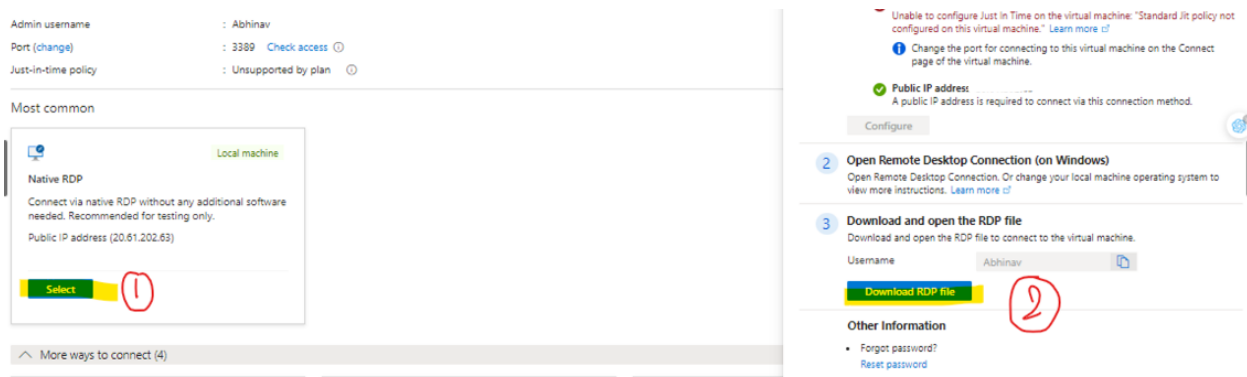 Admin username : Abhinav
Port (change) : 3389 Check access
Just-in-time policy : Unsupported by plan
Most common
Local machine
Native RDP
Connect via native RDP without any additional software
needed. Recommended for testing only.
Public IP address (20.61.202.63)
Select
1
More ways to connect (4)
Unable to configure Just In Time on the virtual machine: "Standard Jit policy not
configured on this virtual machine." Learn more
Change the port for connecting to this virtual machine on the Connect
page of the virtual machine.
Public IP address
A public IP address is required to connect via this connection method.
Configure
2 Open Remote Desktop Connection (on Windows)
Open Remote Desktop Connection. Or change your local machine operating system to
view more instructions. Learn more
3 Download and open the RDP file
Download and open the RDP file to connect to the virtual machine.
Username Abhinav
Download RDP file
2
Other Information
• Forgot password?
Reset password